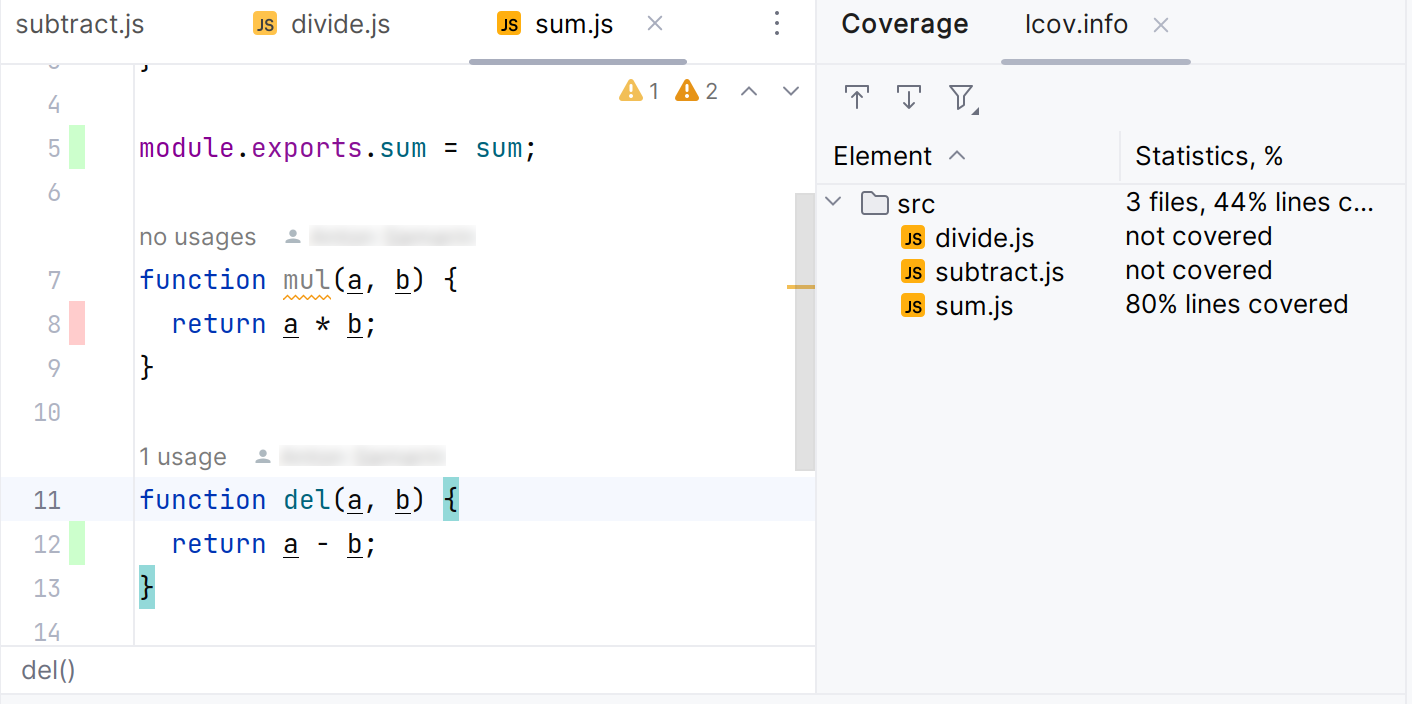 subtract.js
JS divide.js
JS sum.js
1 2
4
5 module.exports.sum = sum;
6
no usages
7 function mul(a, b) {
8 return a * b;
9 }
10
1 usage
11 function del(a, b) {
12 return a - b;
13 }
14
del()
Coverage
lcov.info
Element
Statistics, %
src 3 files, 44% lines c...
JS divide.js not covered
JS subtract.js not covered
JS sum.js 80% lines covered